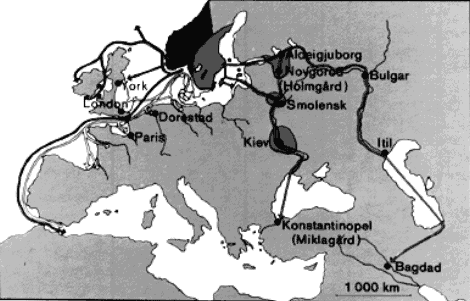 Aldeigjuborg
Novgorod
(Holmgård)
Bulgar
York
London
Smolensk
Dorestad
Paris
Kiev
Itil
Konstantinopel
(Miklagård)
Bagdad
1 000 km